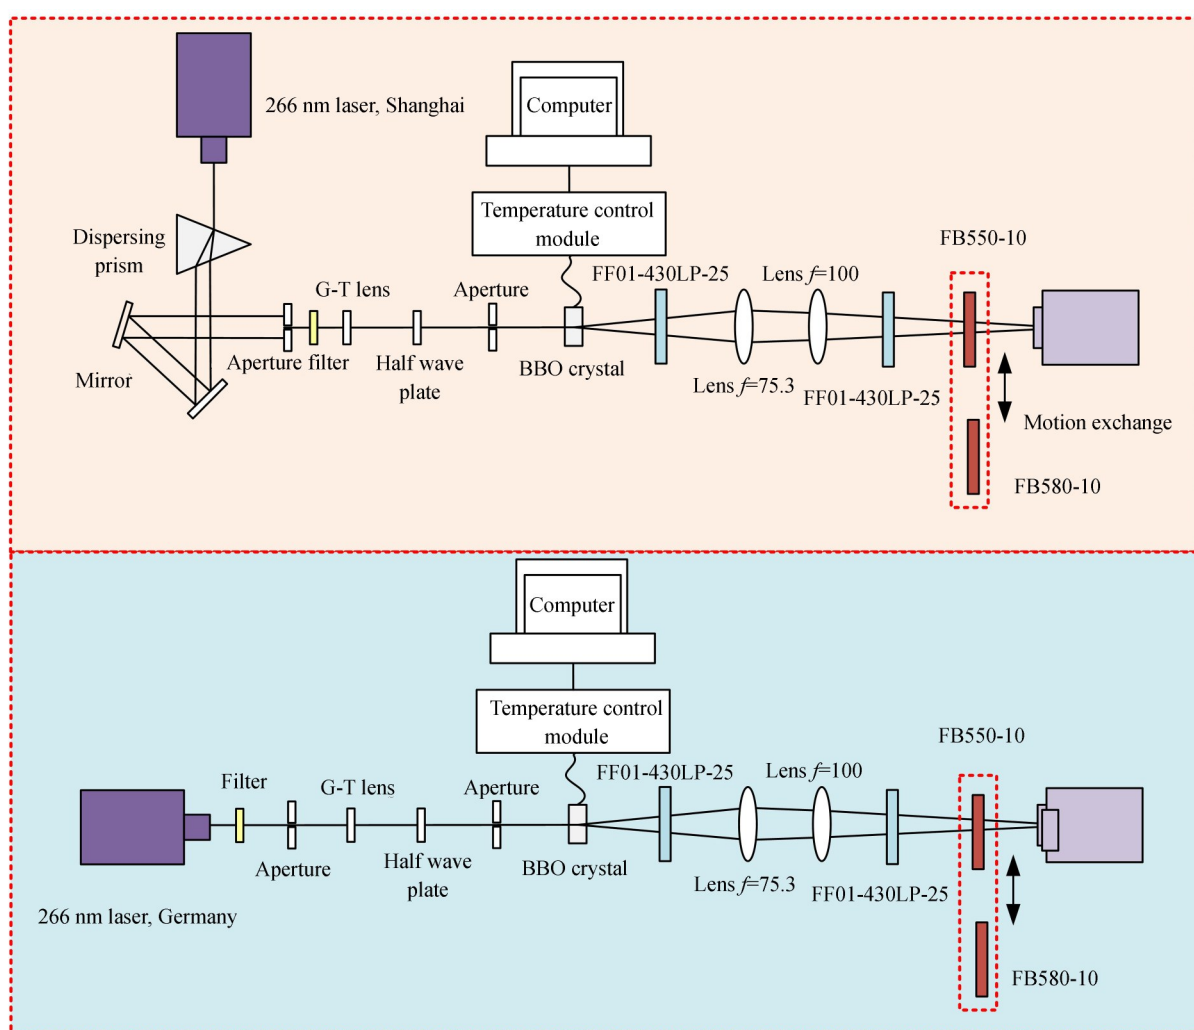 266 nm laser, Shanghai
Computer
Temperature control
module
Dispersing
prism
FB550-10
FF01-430LP-25
Lens f=100
G-T lens
Aperture
Aperture filter
Half wave
plate
BBO crystal
Mirror
Lens f=75.3
FF01-430LP-25
Motion exchange
FB580-10
Computer
Temperature control
module
FB550-10
FF01-430LP-25
Lens f=100
Filter
G-T lens
Aperture
Aperture
Half wave
plate
BBO crystal
Lens f=75.3
FF01-430LP-25
266 nm laser, Germany
FB580-10